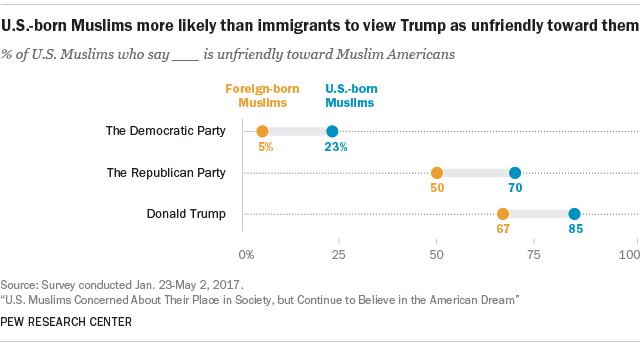 U.S.-born Muslims more likely than immigrants to view Trump as unfriendly toward them
% of U.S. Muslims who say ____ is unfriendly toward Muslim Americans
Foreign-born U.S.-born
Muslims Muslims
The Democratic Party
5% 23%
The Republican Party
50 70
Donald Trump
67 85
0% 25 50 75 100
Source: Survey conducted Jan. 23-May 2, 2017.
“U.S. Muslims Concerned About Their Place in Society, but Continue to Believe in the American Dream”
PEW RESEARCH CENTER